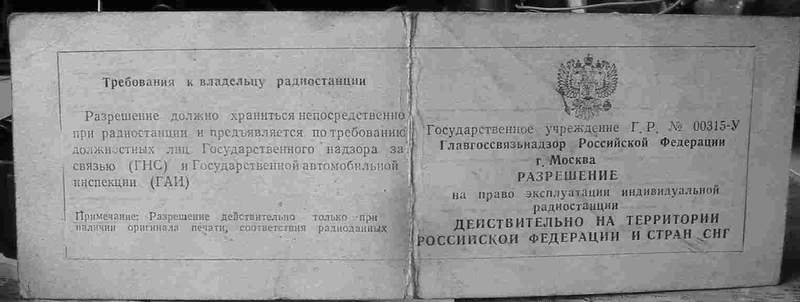 Требования к владельцу радиостанции
Разрешение должно храниться непосредственно
при радиостанции и предъявляется по требованию
должностных лиц Государственного надзора за
связью (ГНС) и Государственной автомобильной
инспекции (ГАИ)
Примечание: Разрешение действительно только при
наличии оригинала печати, соответствия радиоданных
Государственное учреждение Г. Р. № 00315-У
Главгоссвязьнадзор Российской Федерации
г. Москва
РАЗРЕШЕНИЕ
на право эксплуатации индивидуальной
радиостанции
ДЕЙСТВИТЕЛЬНО НА ТЕРРИТОРИИ
РОССИЙСКОЙ ФЕДЕРАЦИИ И СТРАН СНГ